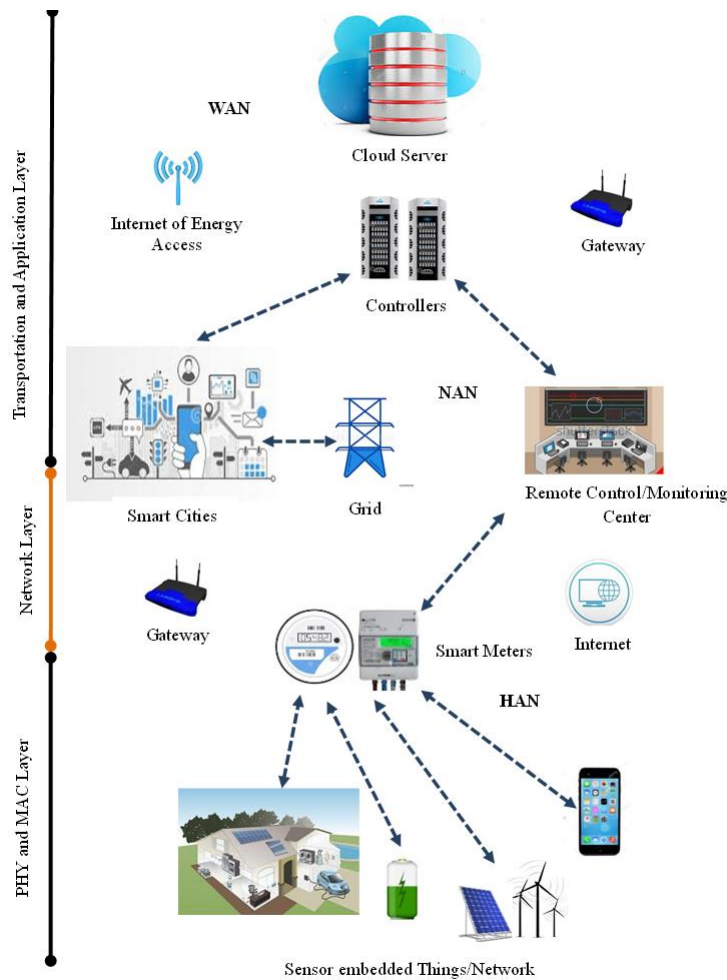 WAN
Cloud Server
Internet of Energy
Access
Gateway
Controllers
Transportation and Application Layer
NAN
Smart Cities
Grid
Remote Control/Monitoring
Center
Network Layer
Gateway
Smart Meters
Internet
HAN
PHY and MAC Layer
Sensor embedded Things/Network